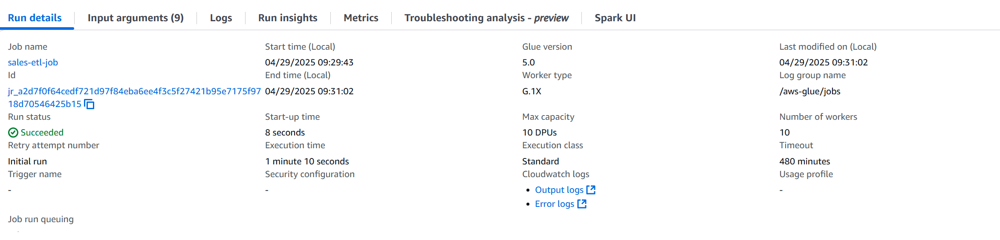 Run details
Input arguments (9)
Logs
Run insights
Metrics
Troubleshooting analysis - preview
Spark UI
Job name
sales-etl-job
Id
jr_a2d7f0f64cedf721d97f84eba6ee4f3c5f27421b95e7175f97
18d70546425b15
Run status
Succeeded
Retry attempt number
Initial run
Trigger name
-
Job run queuing
Start time (Local)
04/29/2025 09:29:43
End time (Local)
04/29/2025 09:31:02
Start-up time
8 seconds
Execution time
1 minute 10 seconds
Security configuration
-
Glue version
5.0
Worker type
G.1X
Max capacity
10 DPUs
Execution class
Standard
Cloudwatch logs
• Output logs
• Error logs
Last modified on (Local)
04/29/2025 09:31:02
Log group name
/aws-glue/jobs
Number of workers
10
Timeout
480 minutes
Usage profile
-